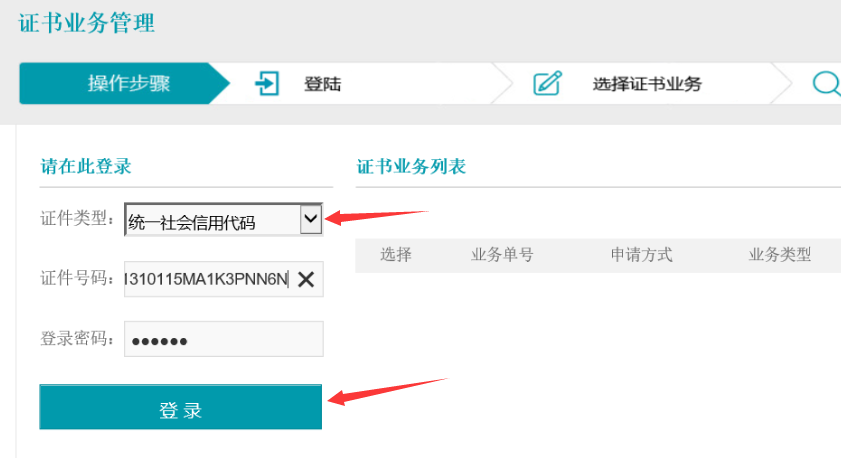 证书业务管理
操作步骤 登陆 选择证书业务
请在此登录 证书业务列表
证件类型： 统一社会信用代码
选择 业务单号 申请方式 业务类型
证件号码： 1310115MA1K3PNN6N
登录密码： ••••••
登 录